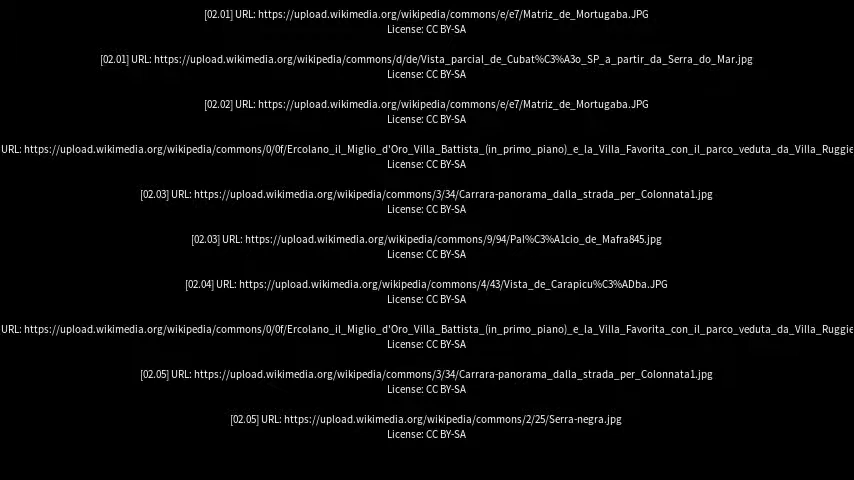 [02.01] URL: https://upload.wikimedia.org/wikipedia/commons/e/e7/Matriz_de_Mortugaba.JPG
License: CC BY-SA
[02.01] URL: https://upload.wikimedia.org/wikipedia/commons/d/de/Vista_parcial_de_Cubat%C3%A3o_SP_a_partir_da_Serra_do_Mar.jpg
License: CC BY-SA
[02.02] URL: https://upload.wikimedia.org/wikipedia/commons/e/e7/Matriz_de_Mortugaba.JPG
License: CC BY-SA
URL: https://upload.wikimedia.org/wikipedia/commons/0/0f/Ercolano_il_Miglio_d'Oro_Villa_Battista_(in_primo_piano)_e_la_Villa_Favorita_con_il_parco_veduta_da_Villa_Ruggie
License: CC BY-SA
[02.03] URL: https://upload.wikimedia.org/wikipedia/commons/3/34/Carrara-panorama_dalla_strada_per_Colonnata1.jpg
License: CC BY-SA
[02.03] URL: https://upload.wikimedia.org/wikipedia/commons/9/94/Pal%C3%A1cio_de_Mafra845.jpg
License: CC BY-SA
[02.04] URL: https://upload.wikimedia.org/wikipedia/commons/4/43/Vista_de_Carapicu%C3%ADba.JPG
License: CC BY-SA
URL: https://upload.wikimedia.org/wikipedia/commons/0/0f/Ercolano_il_Miglio_d'Oro_Villa_Battista_(in_primo_piano)_e_la_Villa_Favorita_con_il_parco_veduta_da_Villa_Ruggie
License: CC BY-SA
[02.05] URL: https://upload.wikimedia.org/wikipedia/commons/3/34/Carrara-panorama_dalla_strada_per_Colonnata1.jpg
License: CC BY-SA
[02.05] URL: https://upload.wikimedia.org/wikipedia/commons/2/25/Serra-negra.jpg
License: CC BY-SA